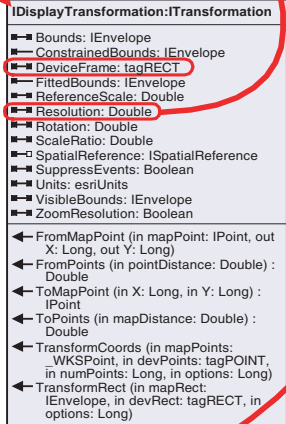 IDisplayTransformation:ITransformation
Bounds: IEnvelope
ConstrainedBounds: IEnvelope
DeviceFrame: tagRECT
FittedBounds: IEnvelope
ReferenceScale: Double
Resolution: Double
Rotation: Double
ScaleRatio: Double
SpatialReference: ISpatialReference
SuppressEvents: Boolean
Units: esriUnits
VisibleBounds: IEnvelope
ZoomResolution: Boolean
FromMapPoint (in mapPoint: IPoint, out
X: Long, out Y: Long)
FromPoints (in pointDistance: Double) :
Double
ToMapPoint (in X: Long, in Y: Long) :
IPoint
ToPoints (in mapDistance: Double) :
Double
TransformCoords (in mapPoints:
_WKSPoint, in devPoints: tagPOINT,
in numPoints: Long, in options: Long)
TransformRect (in mapRect:
IEnvelope, in devRect: tagRECT, in
options: Long)